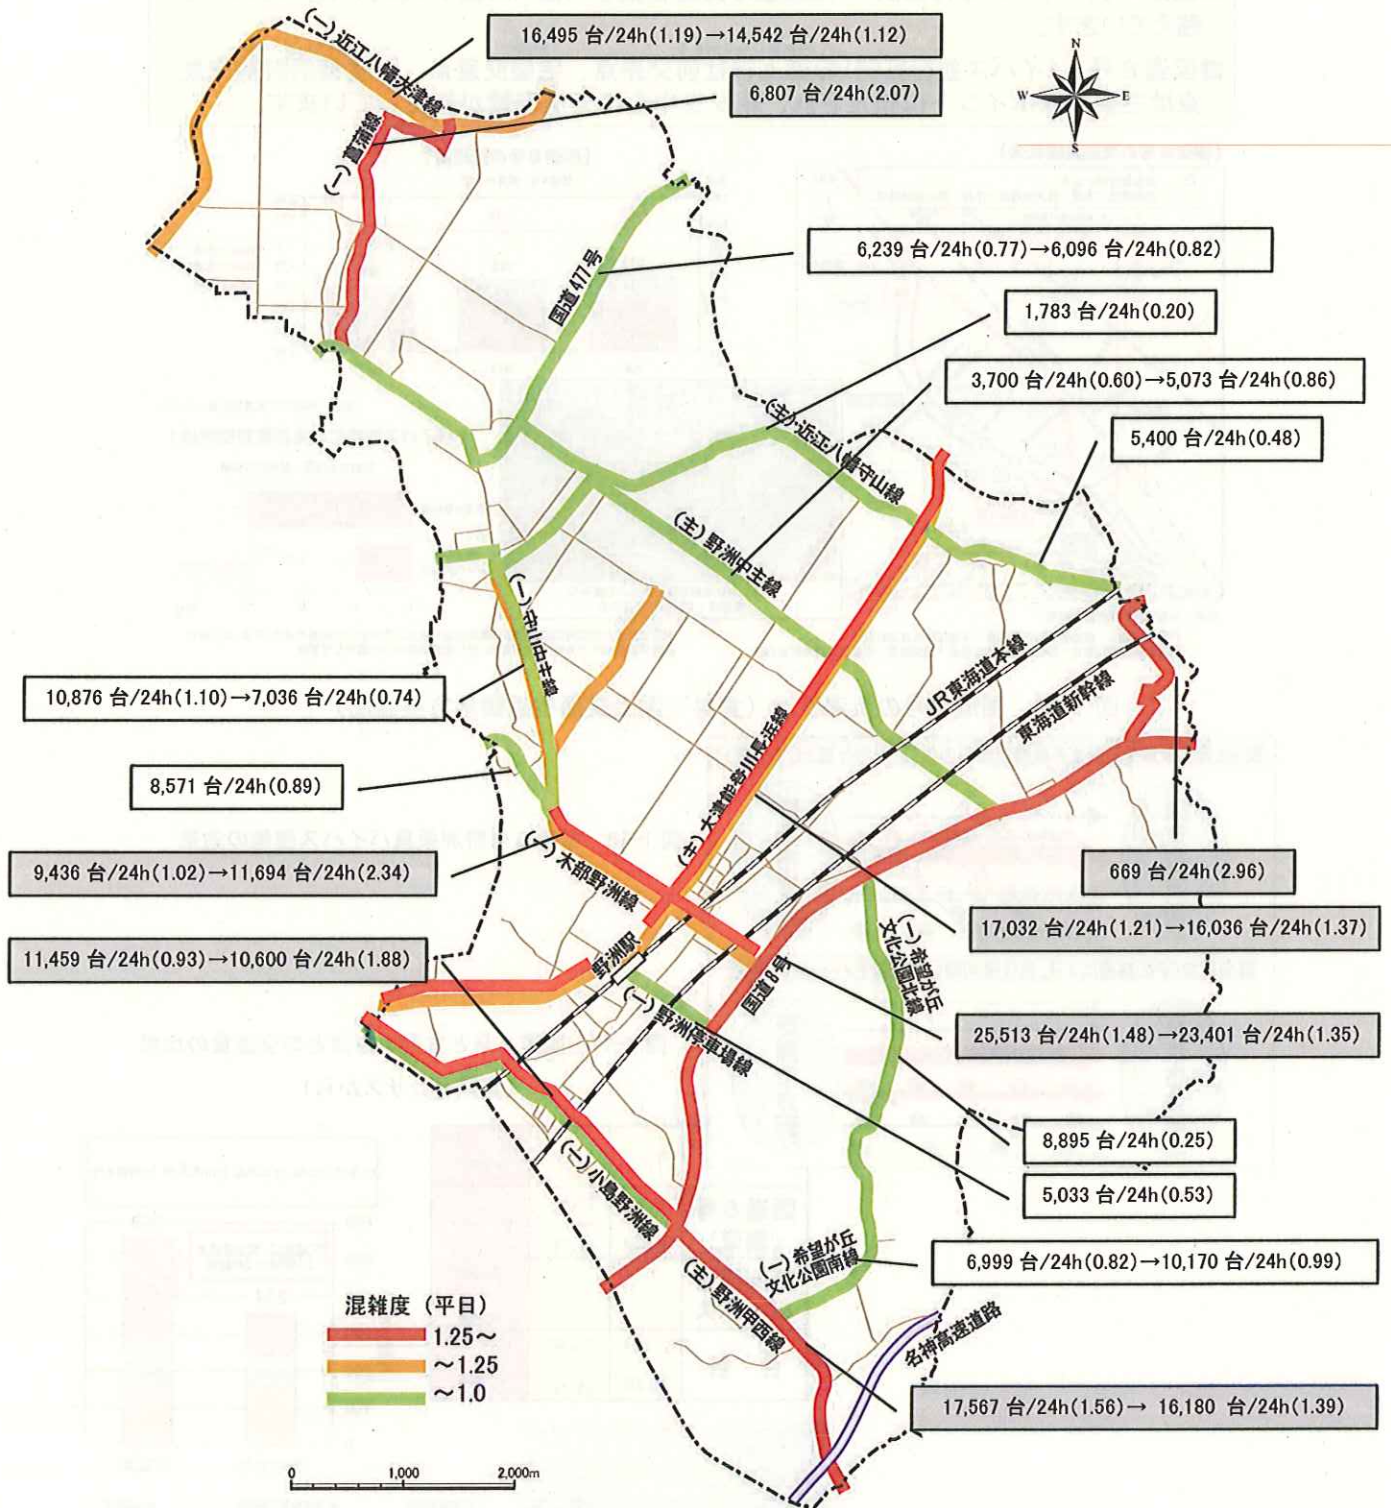 16,495 台/24h(1.19)→14,542 台/24h(1.12)
6,807 台/24h(2.07)
N
W
E
S
(一)近江八幡大津線
(一)菖蒲線
国道477号
6,239 台/24h(0.77)→6,096 台/24h(0.82)
1,783 台/24h(0.20)
3,700 台/24h(0.60)→5,073 台/24h(0.86)
5,400 台/24h(0.48)
(主)近江八幡守山線
(主)野洲中主線
(一)守山中主線
JR東海道本線
東海道新幹線
(主)大津能登川長浜線
10,876 台/24h(1.10)→7,036 台/24h(0.74)
8,571 台/24h(0.89)
9,436 台/24h(1.02)→11,694 台/24h(2.34)
669 台/24h(2.96)
(一)木部野洲線
17,032 台/24h(1.21)→16,036 台/24h(1.37)
11,459 台/24h(0.93)→10,600 台/24h(1.88)
野洲駅
(一)希望が丘
文化公園北線
国道8号
(一)野洲停車場線
25,513 台/24h(1.48)→23,401 台/24h(1.35)
8,895 台/24h(0.25)
5,033 台/24h(0.53)
(一)小島野洲線
(一)希望が丘
文化公園南線
6,999 台/24h(0.82)→10,170 台/24h(0.99)
(主)野洲甲西線
名神高速道路
混雑度（平日）
1.25～
～1.25
～1.0
17,567 台/24h(1.56)→ 16,180 台/24h(1.39)
0 1,000 2,000m